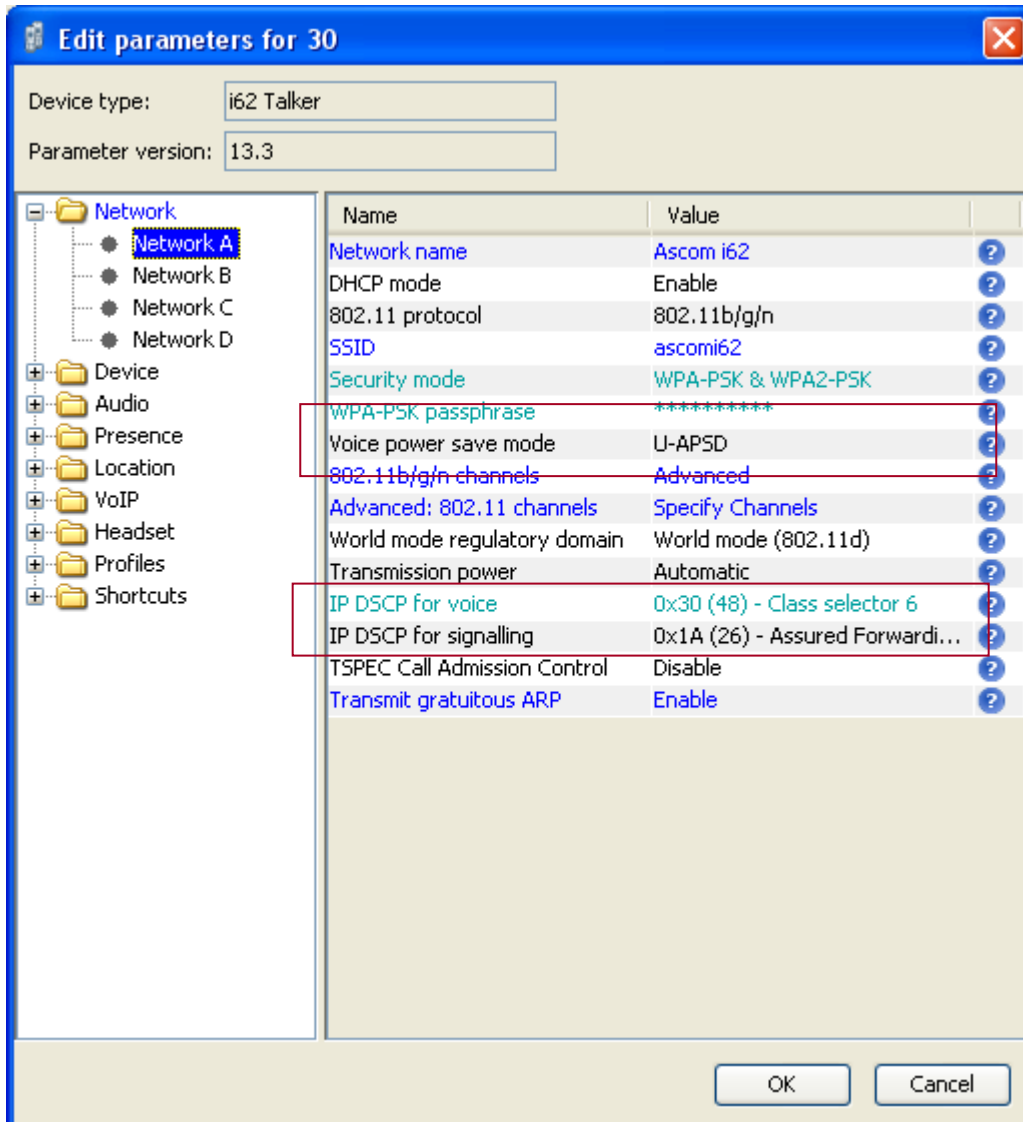 Edit parameters for 30
Device type: i62 Talker
Parameter version: 13.3
Network
Network A
Network B
Network C
Network D
Device
Audio
Presence
Location
VoIP
Headset
Profiles
Shortcuts
Name Value
Network name Ascom i62 ?
DHCP mode Enable ?
802.11 protocol 802.11b/g/n ?
SSID ascomi62 ?
Security mode WPA-PSK & WPA2-PSK ?
WPA-PSK passphrase ********** ?
Voice power save mode U-APSD ?
802.11b/g/n channels Advanced ?
Advanced: 802.11 channels Specify Channels ?
World mode regulatory domain World mode (802.11d) ?
Transmission power Automatic ?
IP DSCP for voice 0x30 (48) - Class selector 6 ?
IP DSCP for signalling 0x1A (26) - Assured Forwardi... ?
TSPEC Call Admission Control Disable ?
Transmit gratuitous ARP Enable ?
OK Cancel